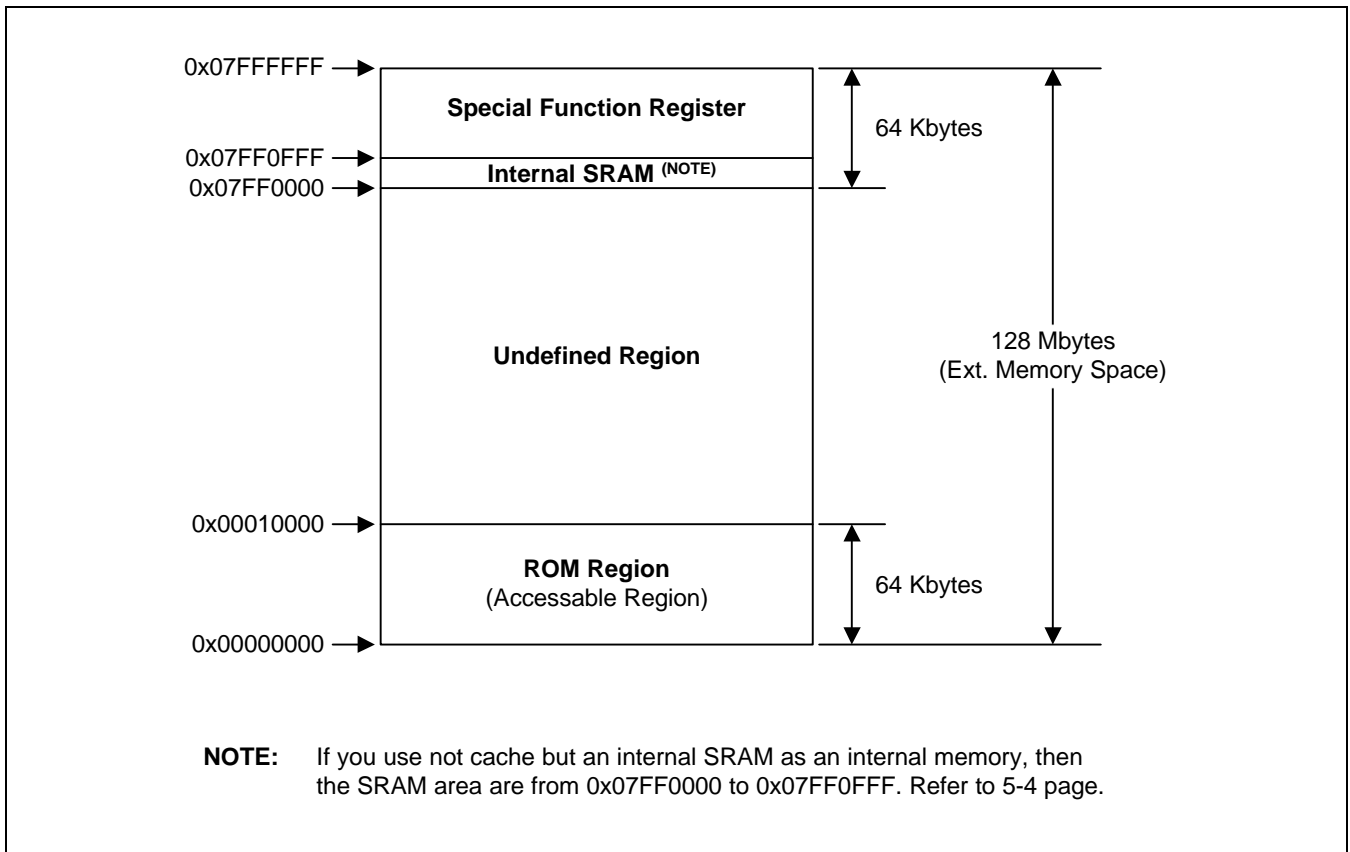 0x07FFFFFF
Special Function Register
64 Kbytes
0x07FF0FFF
Internal SRAM (NOTE)
0x07FF0000
Undefined Region
128 Mbytes
(Ext. Memory Space)
0x00010000
ROM Region
(Accessable Region)
64 Kbytes
0x00000000
NOTE: If you use not cache but an internal SRAM as an internal memory, then
the SRAM area are from 0x07FF0000 to 0x07FF0FFF. Refer to 5-4 page.